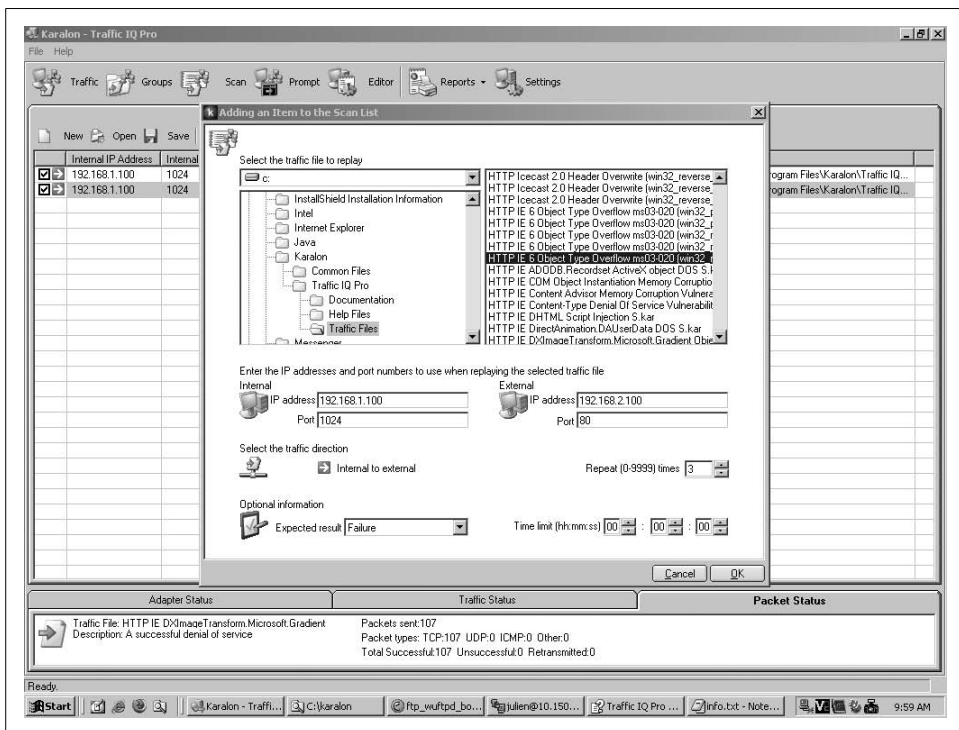 Karalon - Traffic IQ Pro
File Help
Traffic Groups Scan Prompt Editor Reports Settings
Adding an Item to the Scan List
New Open Save
Internal IP Address Internal
192.168.1.100 1024 rogram Files\Karalon\Traffic IQ...
192.168.1.100 1024 rogram Files\Karalon\Traffic IQ...
Select the traffic file to replay
c:
InstallShield Installation Information
Intel
Internet Explorer
Java
Karalon
Common Files
Traffic IQ Pro
Documentation
Help Files
Traffic Files
Messenger
HTTP Icecast 2.0 Header Overwrite (win32_reverse_
HTTP Icecast 2.0 Header Overwrite (win32_reverse_
HTTP Icecast 2.0 Header Overwrite (win32_reverse_
HTTP IE 6 Object Type Overflow ms03-020 (win32_
HTTP IE 6 Object Type Overflow ms03-020 (win32_
HTTP IE 6 Object Type Overflow ms03-020 (win32_
HTTP IE 6 Object Type Overflow ms03-020 (win32_
HTTP IE 6 Object Type Overflow ms03-020 (win32_
HTTP IE ADODB.Recordset ActiveX object DOS S.
HTTP IE COM Object Instantiation Memory Corruptio
HTTP IE Content Advisor Memory Corruption Vulnera
HTTP IE Content-Type Denial Of Service Vulnerabilit
HTTP IE DHTML Script Injection S.kar
HTTP IE DirectAnimation.DAUserData DOS S.kar
HTTP IE DXImageTransform.Microsoft.Gradient Obje
Enter the IP addresses and port numbers to use when replaying the selected traffic file
Internal External
IP address 192.168.1.100 IP address 192.168.2.100
Port 1024 Port 80
Select the traffic direction
Internal to external Repeat (0-9999) times 3
Optional information
Expected result Failure Time limit (hh:mm:ss) 00 : 00 : 00
Cancel OK
Adapter Status Traffic Status Packet Status
Traffic File: HTTP IE DXImageTransform.Microsoft.Gradient Packets sent:107
Description: A successful denial of service Packet types: TCP:107 UDP:0 ICMP:0 Other:0
Total Successful:107 Unsuccessful:0 Retransmitted:0
Ready.
Start Karalon - Traffi... C:\karalon ftp_wuftpd_bo... julien@10.150... Traffic IQ Pro ... info.txt - Note... 9:59 AM